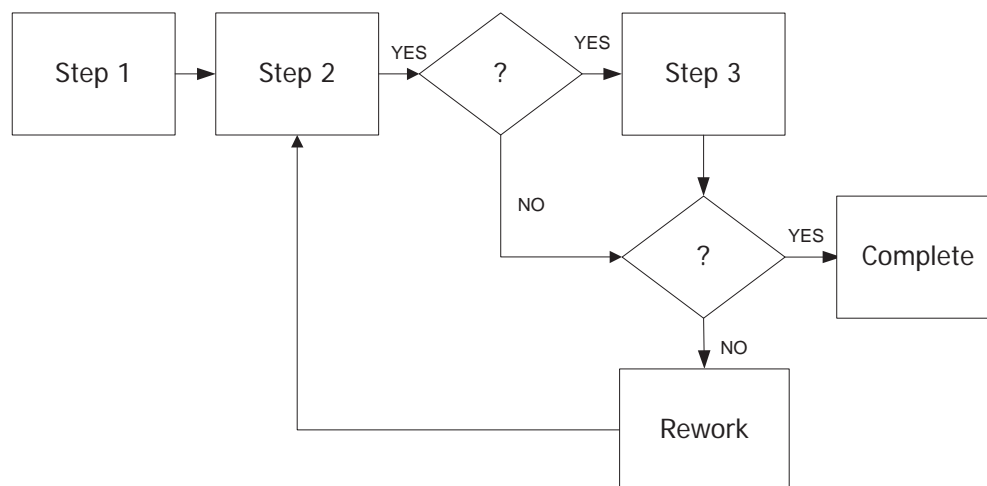 Step 1
Step 2
YES
?
YES
Step 3
NO
?
YES
Complete
NO
Rework